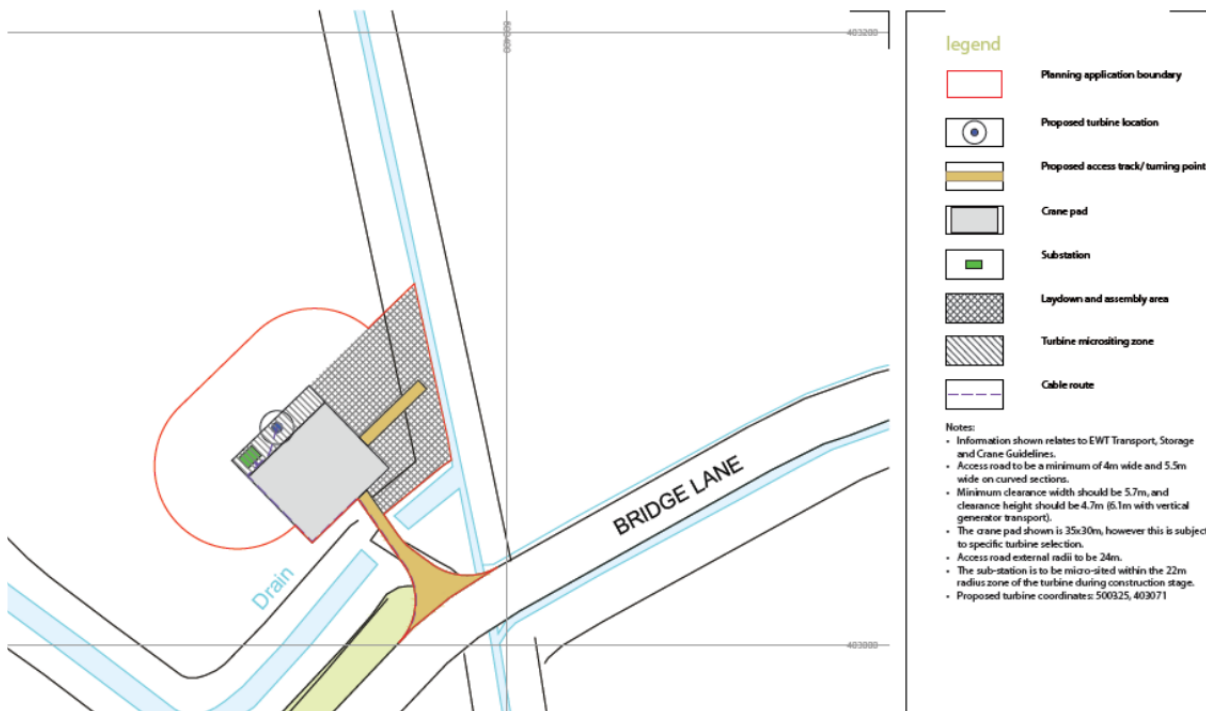 403200
legend
Planning application boundary
Proposed turbine location
Proposed access track/ turning point
Crane pad
Substation
Laydown and assembly area
Turbine micrositing zone
Cable route
Notes:
• Information shown relates to EWT Transport, Storage
and Crane Guidelines.
• Access road to be a minimum of 4m wide and 5.5m
wide on curved sections.
• Minimum clearance width should be 5.7m, and
clearance height should be 4.7m (6.1m with vertical
generator transport).
• The crane pad shown is 35x30m, however this is subject
to specific turbine selection.
• Access road external radii to be 24m.
• The sub-station is to be micro-sited within the 22m
radius zone of the turbine during construction stage.
• Proposed turbine coordinates: 500325, 403071
BRIDGE LANE
Drain
403000